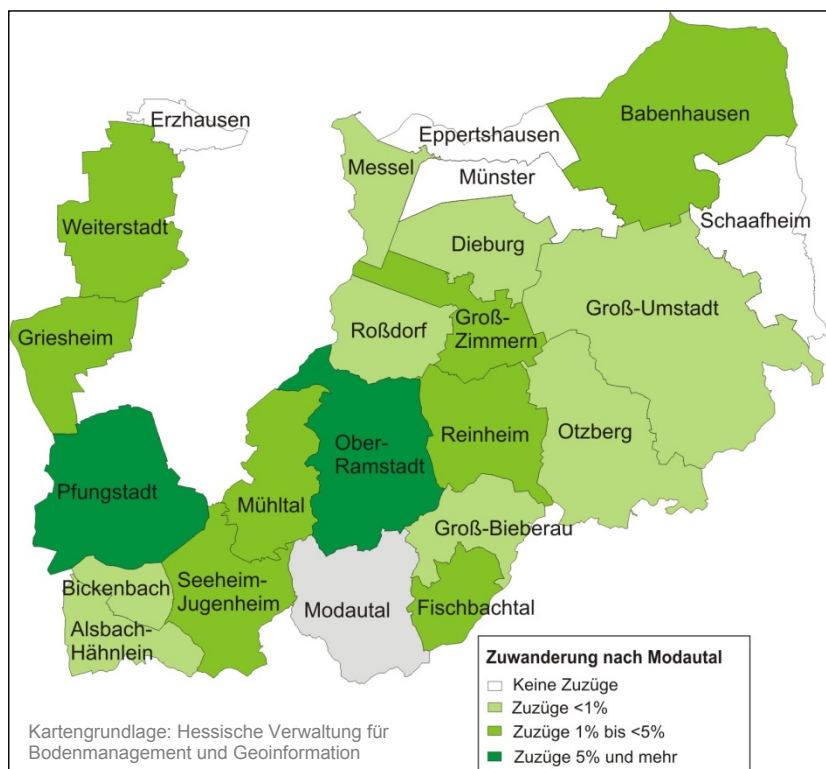 Erzhausen
Eppertshausen
Babenhausen
Messel
Münster
Schaafheim
Weiterstadt
Dieburg
Groß-Umstadt
Griesheim
Roßdorf
Groß-
Zimmern
Ober-
Ramstadt
Reinheim
Otzberg
Pfungstadt
Mühltal
Groß-Bieberau
Bickenbach
Seeheim-
Jugenheim
Modautal
Fischbachtal
Alsbach-
Hähnlein
Zuwanderung nach Modautal
Keine Zuzüge
Zuzüge <1%
Zuzüge 1% bis <5%
Zuzüge 5% und mehr
Kartengrundlage: Hessische Verwaltung für
Bodenmanagement und Geoinformation